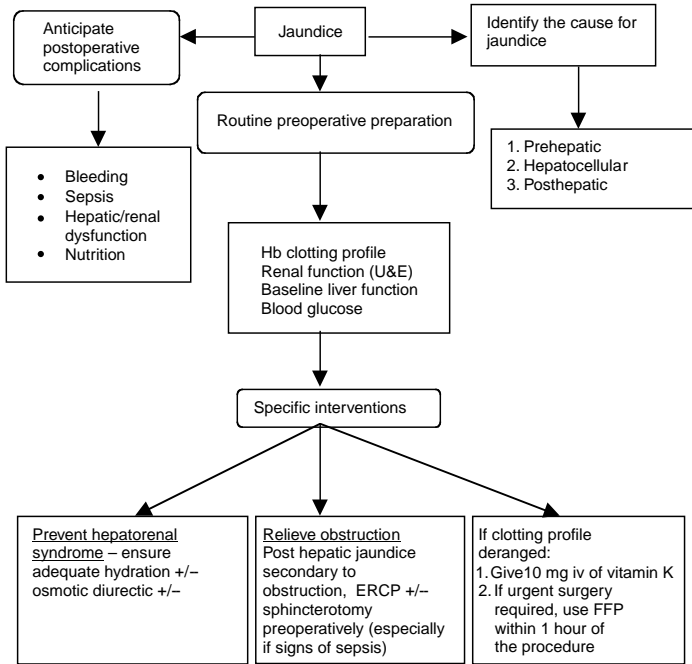 Anticipate
postoperative
complications
Jaundice
Identify the cause for
jaundice
Routine preoperative preparation
1. Prehepatic
2. Hepatocellular
3. Posthepatic
• Bleeding
• Sepsis
• Hepatic/renal
dysfunction
• Nutrition
Hb clotting profile
Renal function (U&E)
Baseline liver function
Blood glucose
Specific interventions
Prevent hepatorenal
syndrome – ensure
adequate hydration +/–
osmotic diurectic +/–
Relieve obstruction
Post hepatic jaundice
secondary to
obstruction, ERCP +/–
sphincterotomy
preoperatively (especially
if signs of sepsis)
If clotting profile
deranged:
1. Give10 mg iv of vitamin K
2. If urgent surgery
required, use FFP
within 1 hour of
the procedure